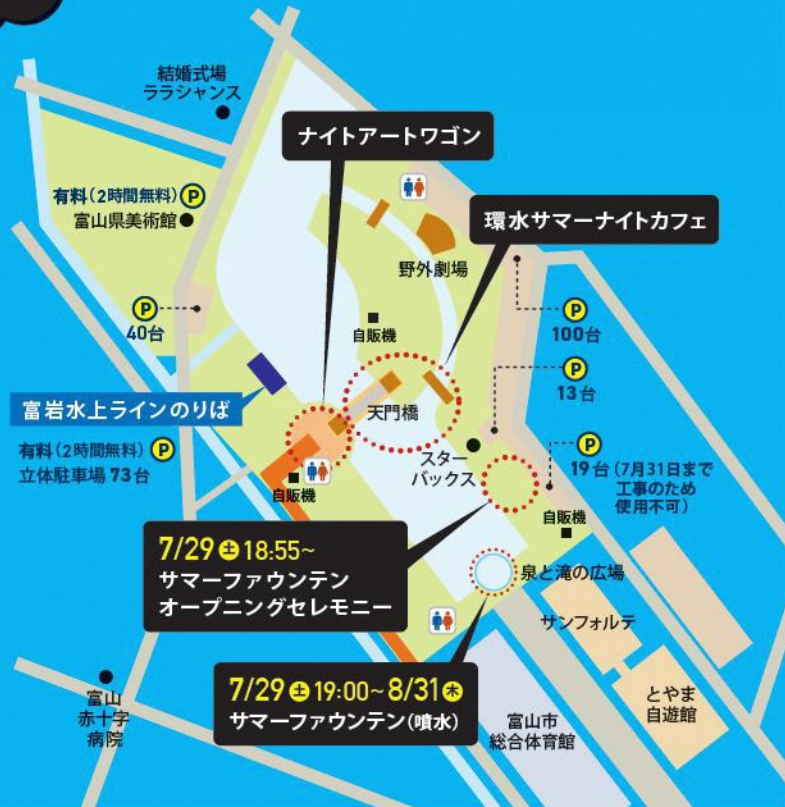 結婚式場
ララシャンス
ナイトアートワゴン
有料(2時間無料) P
富山県美術館
環水サマーナイトカフェ
野外劇場
P
40台
自販機
P
100台
P
13台
天門橋
富岩水上ラインのりば
有料(2時間無料) P
立体駐車場 73台
スター
バックス
P
19台(7月31日まで
工事のため
使用不可)
自販機
自販機
7/29土18:55~
サマーファウンテン
オープニングセレモニー
泉と滝の広場
サンフォルテ
7/29土19:00~8/31木
サマーファウンテン(噴水)
富山
赤十字
病院
とやま
自遊館
富山市
総合体育館